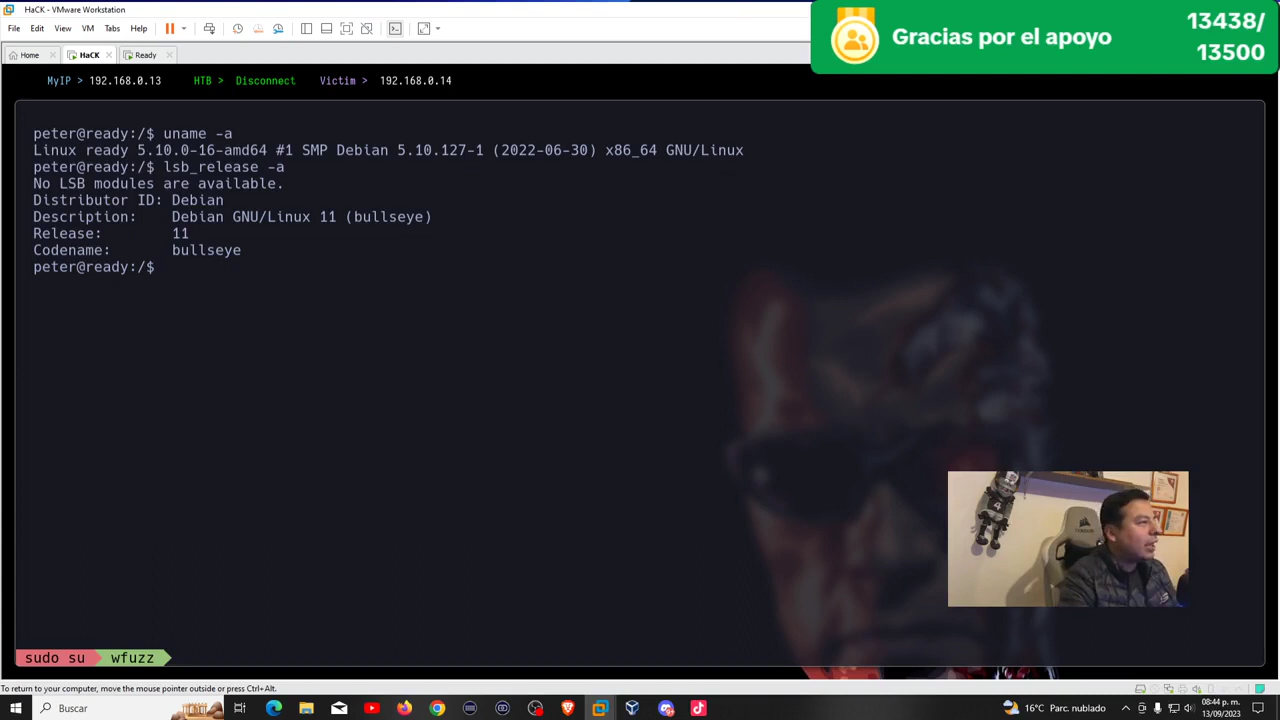 HaCK - VMware Workstation
File Edit View VM Tabs Help
Home HaCK Ready
Gracias por el apoyo
13438/
13500
MyIP > 192.168.0.13 HTB > Disconnect Victim > 192.168.0.14
peter@ready:/$ uname -a
Linux ready 5.10.0-16-amd64 #1 SMP Debian 5.10.127-1 (2022-06-30) x86_64 GNU/Linux
peter@ready:/$ lsb_release -a
No LSB modules are available.
Distributor ID: Debian
Description: Debian GNU/Linux 11 (bullseye)
Release: 11
Codename: bullseye
peter@ready:/$
sudo su wfuzz
To return to your computer, move the mouse pointer outside or press Ctrl+Alt.
Buscar
16°C Parc. nublado
08:44 p. m.
13/09/2023